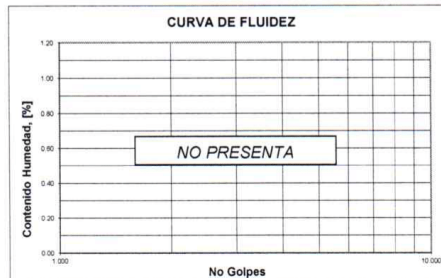 CURVA DE FLUIDEZ
Contenido Humedad, [%]
1.20
1.00
0.80
0.60
0.40
0.20
0.00
NO PRESENTA
1.000
10.000
No Golpes